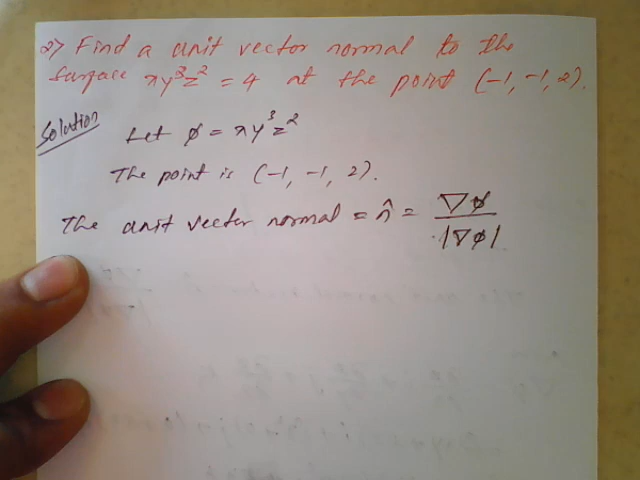 2) Find a unit vector normal to the
surface xy³z² = 4 at the point (-1, -1, 2).
Solution
Let ø = xy³z²
The point is (-1, -1, 2).
The unit vector normal = n̂ = ∇ø / |∇ø|